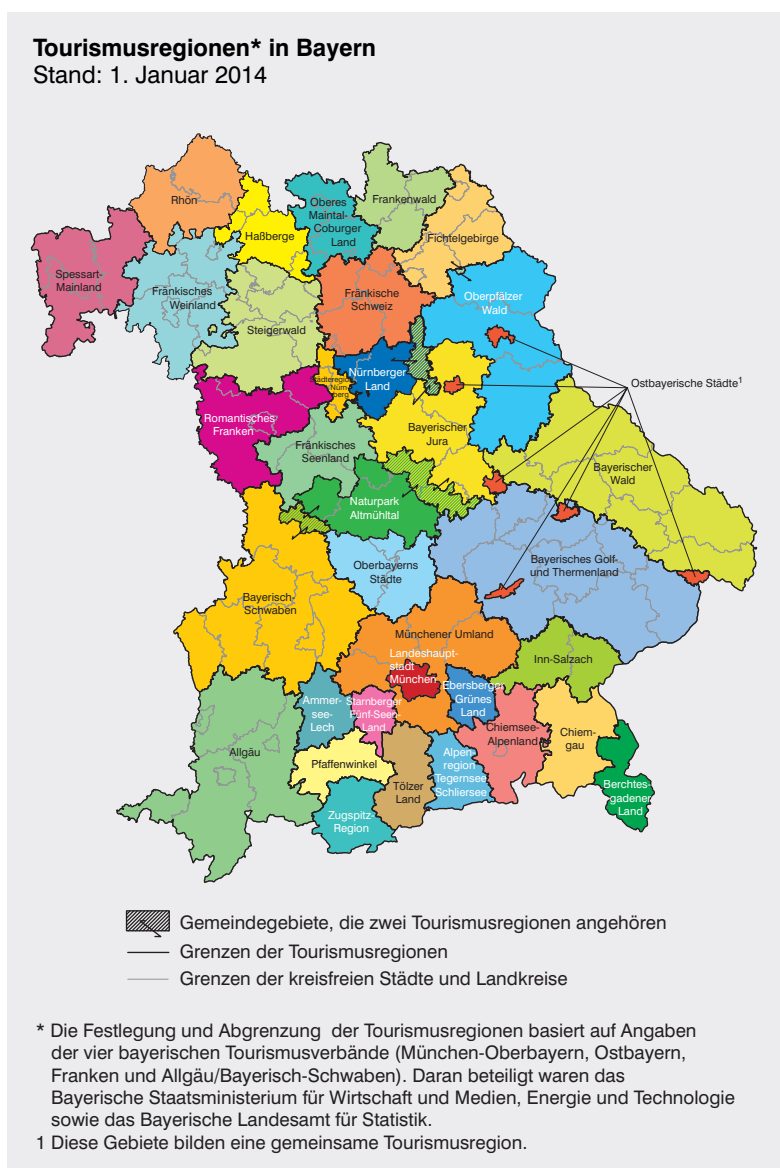 Tourismusregionen* in Bayern
Stand: 1. Januar 2014
Rhön
Frankenwald
Oberes
Maintal-
Coburger
Land
Haßberge
Fichtelgebirge
Spessart-
Mainland
Fränkisches
Weinland
Fränkische
Schweiz
Oberpfälzer
Wald
Steigerwald
Nürnberger
Land
Städteregion
Nürn-
berg
Ostbayerische Städte¹
Romantisches
Franken
Bayerischer
Jura
Fränkisches
Seenland
Bayerischer
Wald
Naturpark
Altmühltal
Oberbayerns
Städte
Bayerisches Golf-
und Thermenland
Bayerisch-
Schwaben
Münchener Umland
Landeshaupt-
stadt
München
Inn-Salzach
Ammer-
see-
Lech
Starnberger
Fünf-Seen-
Land
Ebersberger
Grünes
Land
Chiemsee-
Alpenland
Chiem-
gau
Allgäu
Pfaffenwinkel
Tölzer
Land
Alpen-
region
Tegernsee
Schliersee
Berchtes-
gadener
Land
Zugspitz-
Region
Gemeindegebiete, die zwei Tourismusregionen angehören
Grenzen der Tourismusregionen
Grenzen der kreisfreien Städte und Landkreise
* Die Festlegung und Abgrenzung der Tourismusregionen basiert auf Angaben
der vier bayerischen Tourismusverbände (München-Oberbayern, Ostbayern,
Franken und Allgäu/Bayerisch-Schwaben). Daran beteiligt waren das
Bayerische Staatsministerium für Wirtschaft und Medien, Energie und Technologie
sowie das Bayerische Landesamt für Statistik.
1 Diese Gebiete bilden eine gemeinsame Tourismusregion.